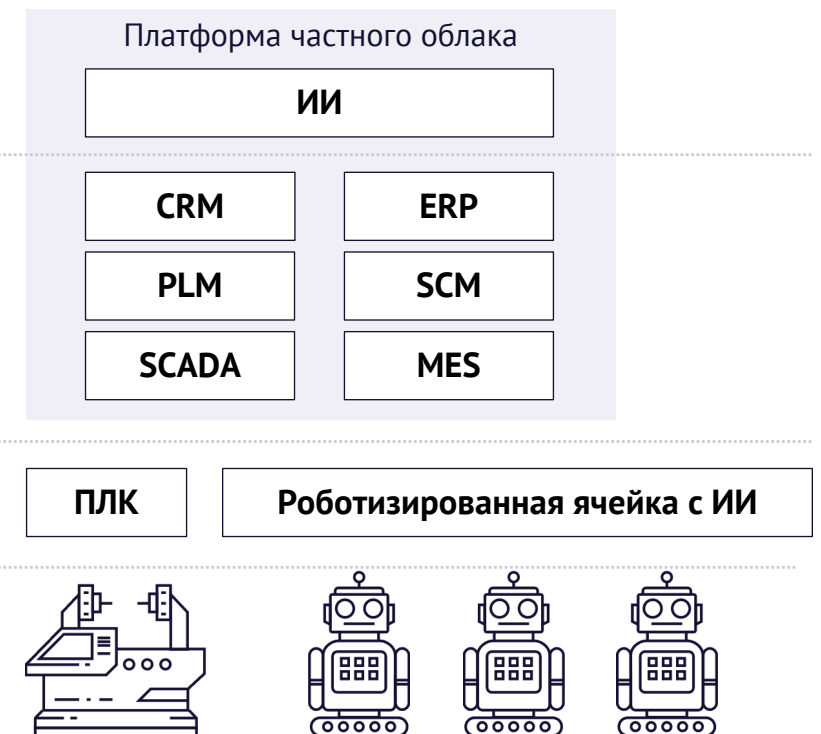 Платформа частного облака
ИИ
CRM
ERP
PLM
SCM
SCADA
MES
ПЛК
Роботизированная ячейка с ИИ